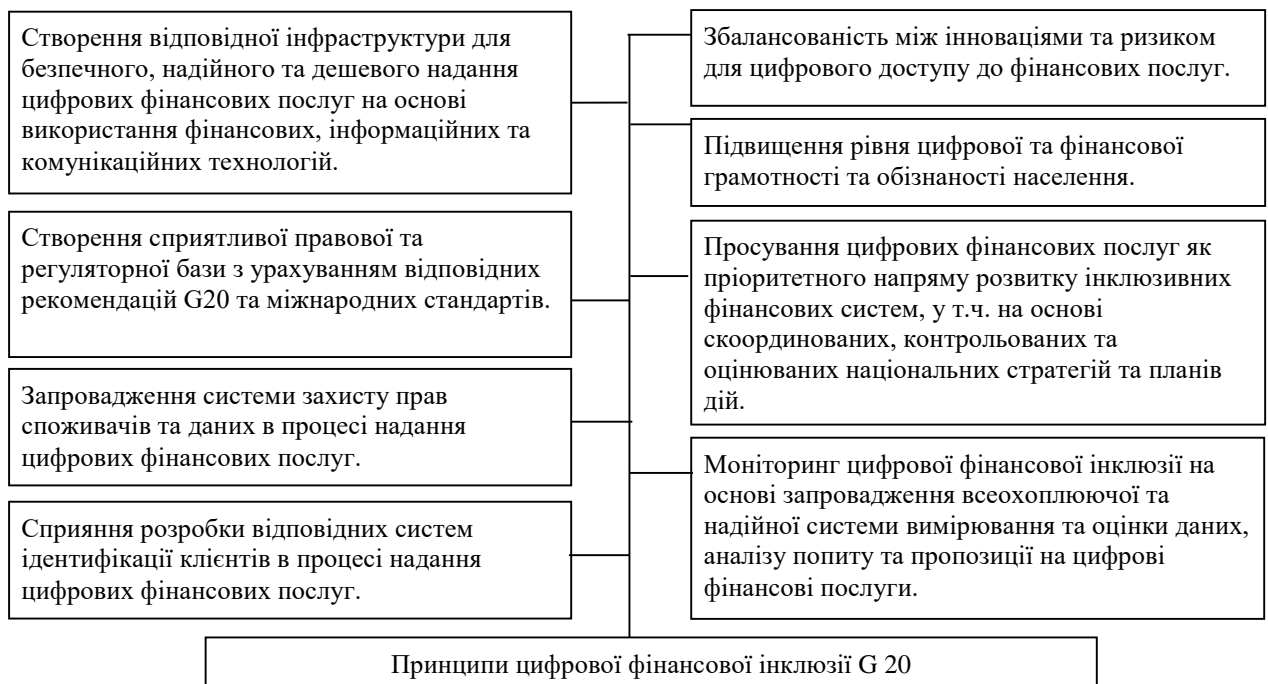 Створення відповідної інфраструктури для
безпечного, надійного та дешевого надання
цифрових фінансових послуг на основі
використання фінансових, інформаційних та
комунікаційних технологій.
Створення сприятливої правової та
регуляторної бази з урахуванням відповідних
рекомендацій G20 та міжнародних стандартів.
Запровадження системи захисту прав
споживачів та даних в процесі надання
цифрових фінансових послуг.
Сприяння розробки відповідних систем
ідентифікації клієнтів в процесі надання
цифрових фінансових послуг.
Збалансованість між інноваціями та ризиком
для цифрового доступу до фінансових послуг.
Підвищення рівня цифрової та фінансової
грамотності та обізнаності населення.
Просування цифрових фінансових послуг як
пріоритетного напряму розвитку інклюзивних
фінансових систем, у т.ч. на основі
скоординованих, контрольованих та
оцінюваних національних стратегій та планів
дій.
Моніторинг цифрової фінансової інклюзії на
основі запровадження всеохоплюючої та
надійної системи вимірювання та оцінки даних,
аналізу попиту та пропозиції на цифрові
фінансові послуги.
Принципи цифрової фінансової інклюзії G 20